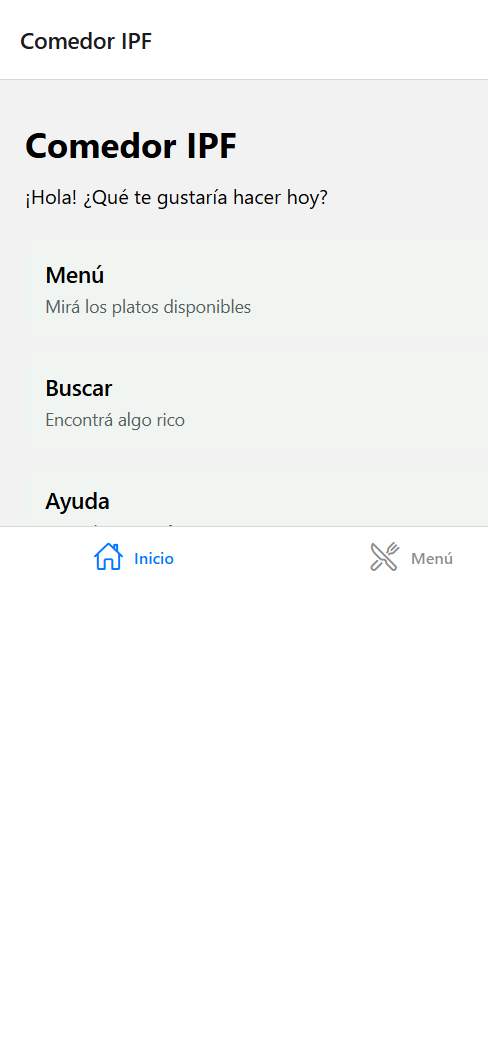 Comedor IPF
Comedor IPF
¡Hola! ¿Qué te gustaría hacer hoy?
Menú
Mirá los platos disponibles
Buscar
Encontrá algo rico
Ayuda
Inicio
Menú